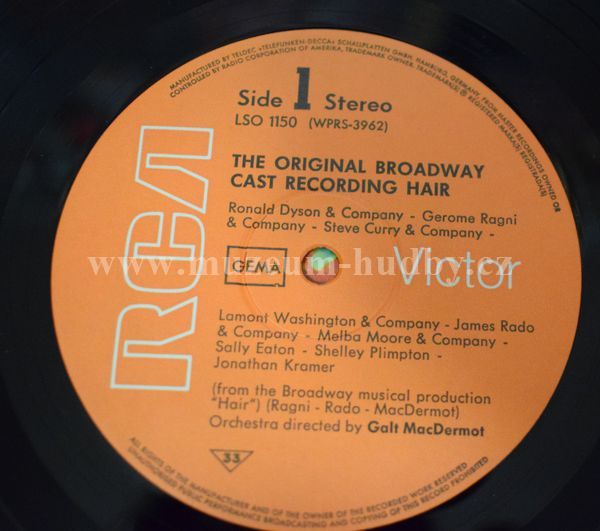 MANUFACTURED BY TELDEC »TELEFUNKEN-DECCA« SCHALLPLATTEN GMBH, HAMBURG, GERMANY, FROM MASTER RECORDINGS OWNED OR
CONTROLLED BY RADIO CORPORATION OF AMERICA, TRADEMARK OWNER. TRADEMARK(S) ® REGISTERED MARKA(S) REGISTRADA(S)
Side 1 Stereo
LSO 1150 (WPRS-3962)
THE ORIGINAL BROADWAY
CAST RECORDING HAIR
Ronald Dyson & Company - Gerome Ragni
& Company - Steve Curry & Company -
RCA
GEMA
Victor
www.muzeum-hudby.cz
Lamont Washington & Company - James Rado
& Company - Melba Moore & Company -
Sally Eaton - Shelley Plimpton -
Jonathan Kramer
(from the Broadway musical production
"Hair") (Ragni - Rado - MacDermot)
Orchestra directed by Galt MacDermot
33
ALL RIGHTS OF THE MANUFACTURER AND OF THE OWNER OF THE RECORDED WORK RESERVED
UNAUTHORISED PUBLIC PERFORMANCE BROADCASTING AND COPYING OF THIS RECORD PROHIBITED